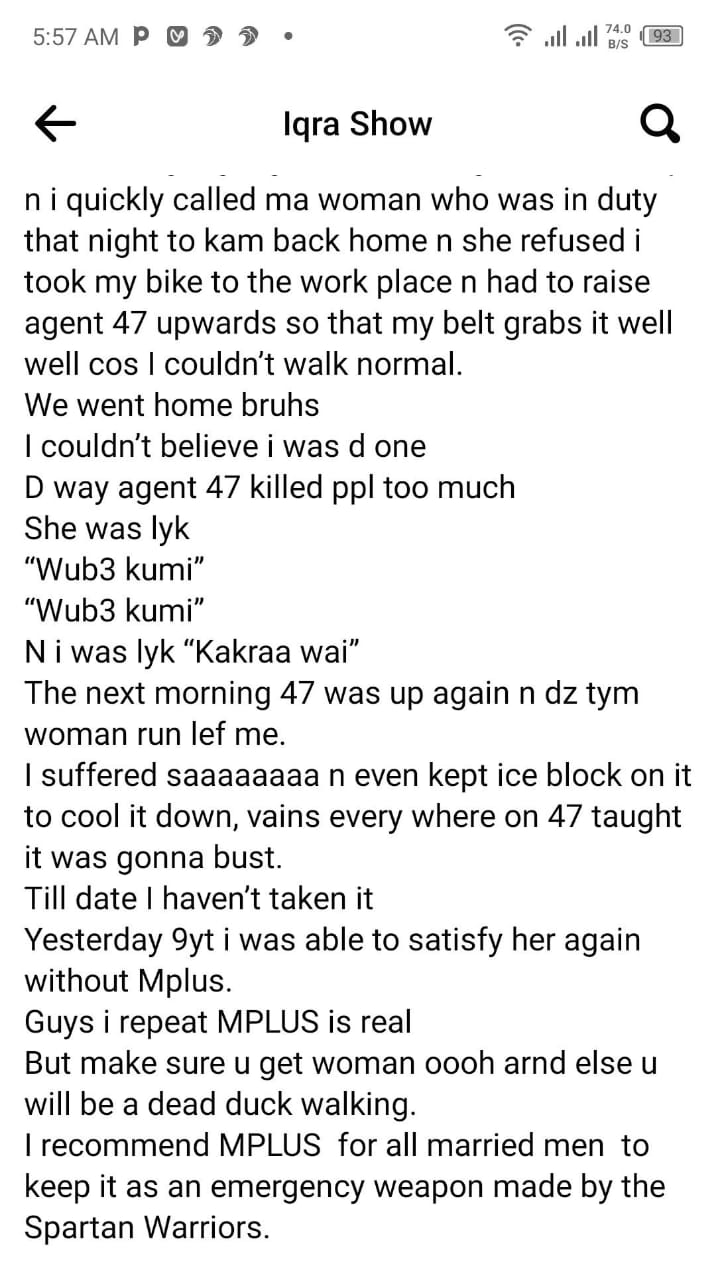 5:57 AM
74.0
B/S
93
Iqra Show
n i quickly called ma woman who was in duty
that night to kam back home n she refused i
took my bike to the work place n had to raise
agent 47 upwards so that my belt grabs it well
well cos I couldn’t walk normal.
We went home bruhs
I couldn’t believe i was d one
D way agent 47 killed ppl too much
She was lyk
“Wub3 kumi”
“Wub3 kumi”
N i was lyk “Kakraa wai”
The next morning 47 was up again n dz tym
woman run lef me.
I suffered saaaaaaaa n even kept ice block on it
to cool it down, vains every where on 47 taught
it was gonna bust.
Till date I haven’t taken it
Yesterday 9yt i was able to satisfy her again
without Mplus.
Guys i repeat MPLUS is real
But make sure u get woman oooh arnd else u
will be a dead duck walking.
I recommend MPLUS  for all married men  to
keep it as an emergency weapon made by the
Spartan Warriors.